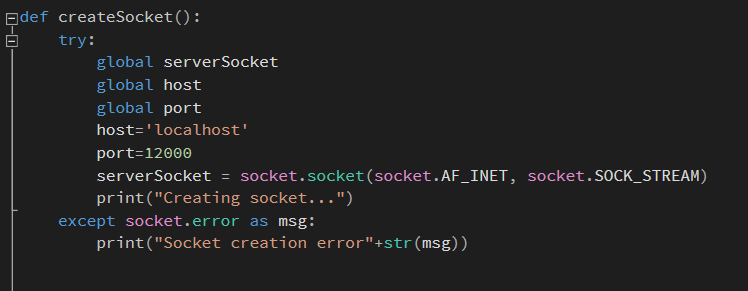 def createSocket():
    try:
        global serverSocket
        global host
        global port
        host='localhost'
        port=12000
        serverSocket = socket.socket(socket.AF_INET, socket.SOCK_STREAM)
        print("Creating socket...")
    except socket.error as msg:
        print("Socket creation error"+str(msg))